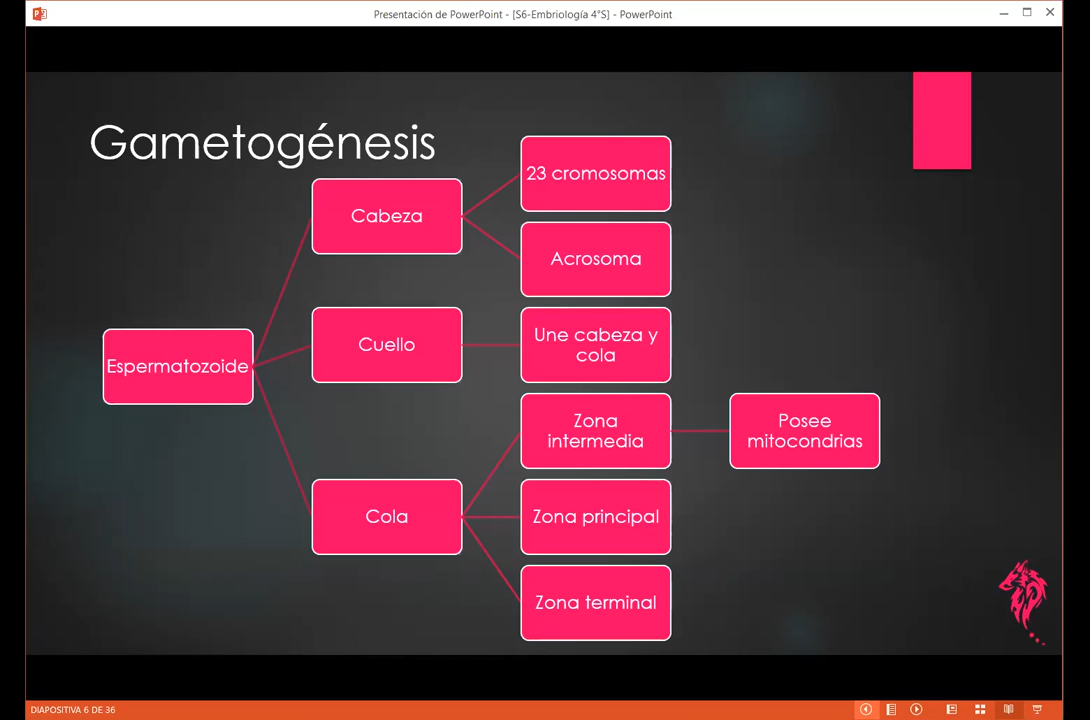 Presentación de PowerPoint - [S6-Embriología 4°S] - PowerPoint
Gametogénesis
23 cromosomas
Cabeza
Acrosoma
Cuello
Une cabeza y
cola
Espermatozoide
Zona
intermedia
Posee
mitocondrias
Cola
Zona principal
Zona terminal
DIAPOSITIVA 6 DE 36